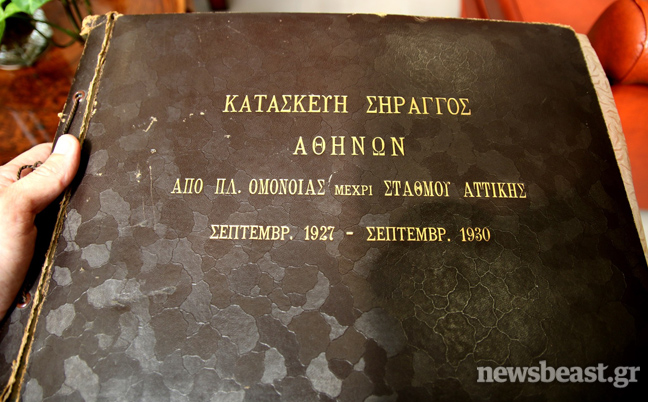 ΚΑΤΑΣΚΕΥΗ ΣΗΡΑΓΓΟΣ
ΑΘΗΝΩΝ
ΑΠΟ ΠΛ. ΟΜΟΝΟΙΑΣ ΜΕΧΡΙ ΣΤΑΘΜΟΥ ΑΤΤΙΚΗΣ
ΣΕΠΤΕΜΒΡ. 1927 - ΣΕΠΤΕΜΒΡ. 1930
newsbeast.gr